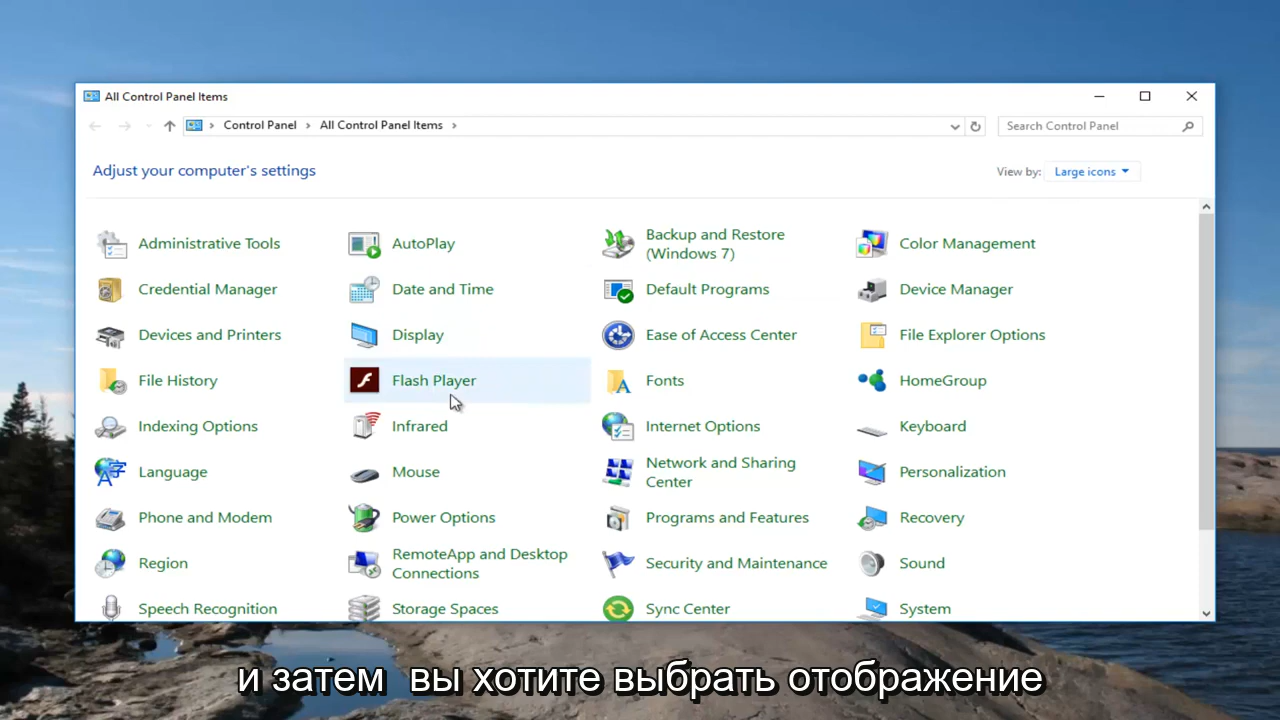 All Control Panel Items
Control Panel
All Control Panel Items
Search Control Panel
Adjust your computer's settings
View by: Large icons
Administrative Tools
AutoPlay
Backup and Restore
(Windows 7)
Color Management
Credential Manager
Date and Time
Default Programs
Device Manager
Devices and Printers
Display
Ease of Access Center
File Explorer Options
File History
Flash Player
Fonts
HomeGroup
Indexing Options
Infrared
Internet Options
Keyboard
Language
Mouse
Network and Sharing
Center
Personalization
Phone and Modem
Power Options
Programs and Features
Recovery
Region
RemoteApp and Desktop
Connections
Security and Maintenance
Sound
Speech Recognition
Storage Spaces
Sync Center
System
и затем вы хотите выбрать отображение